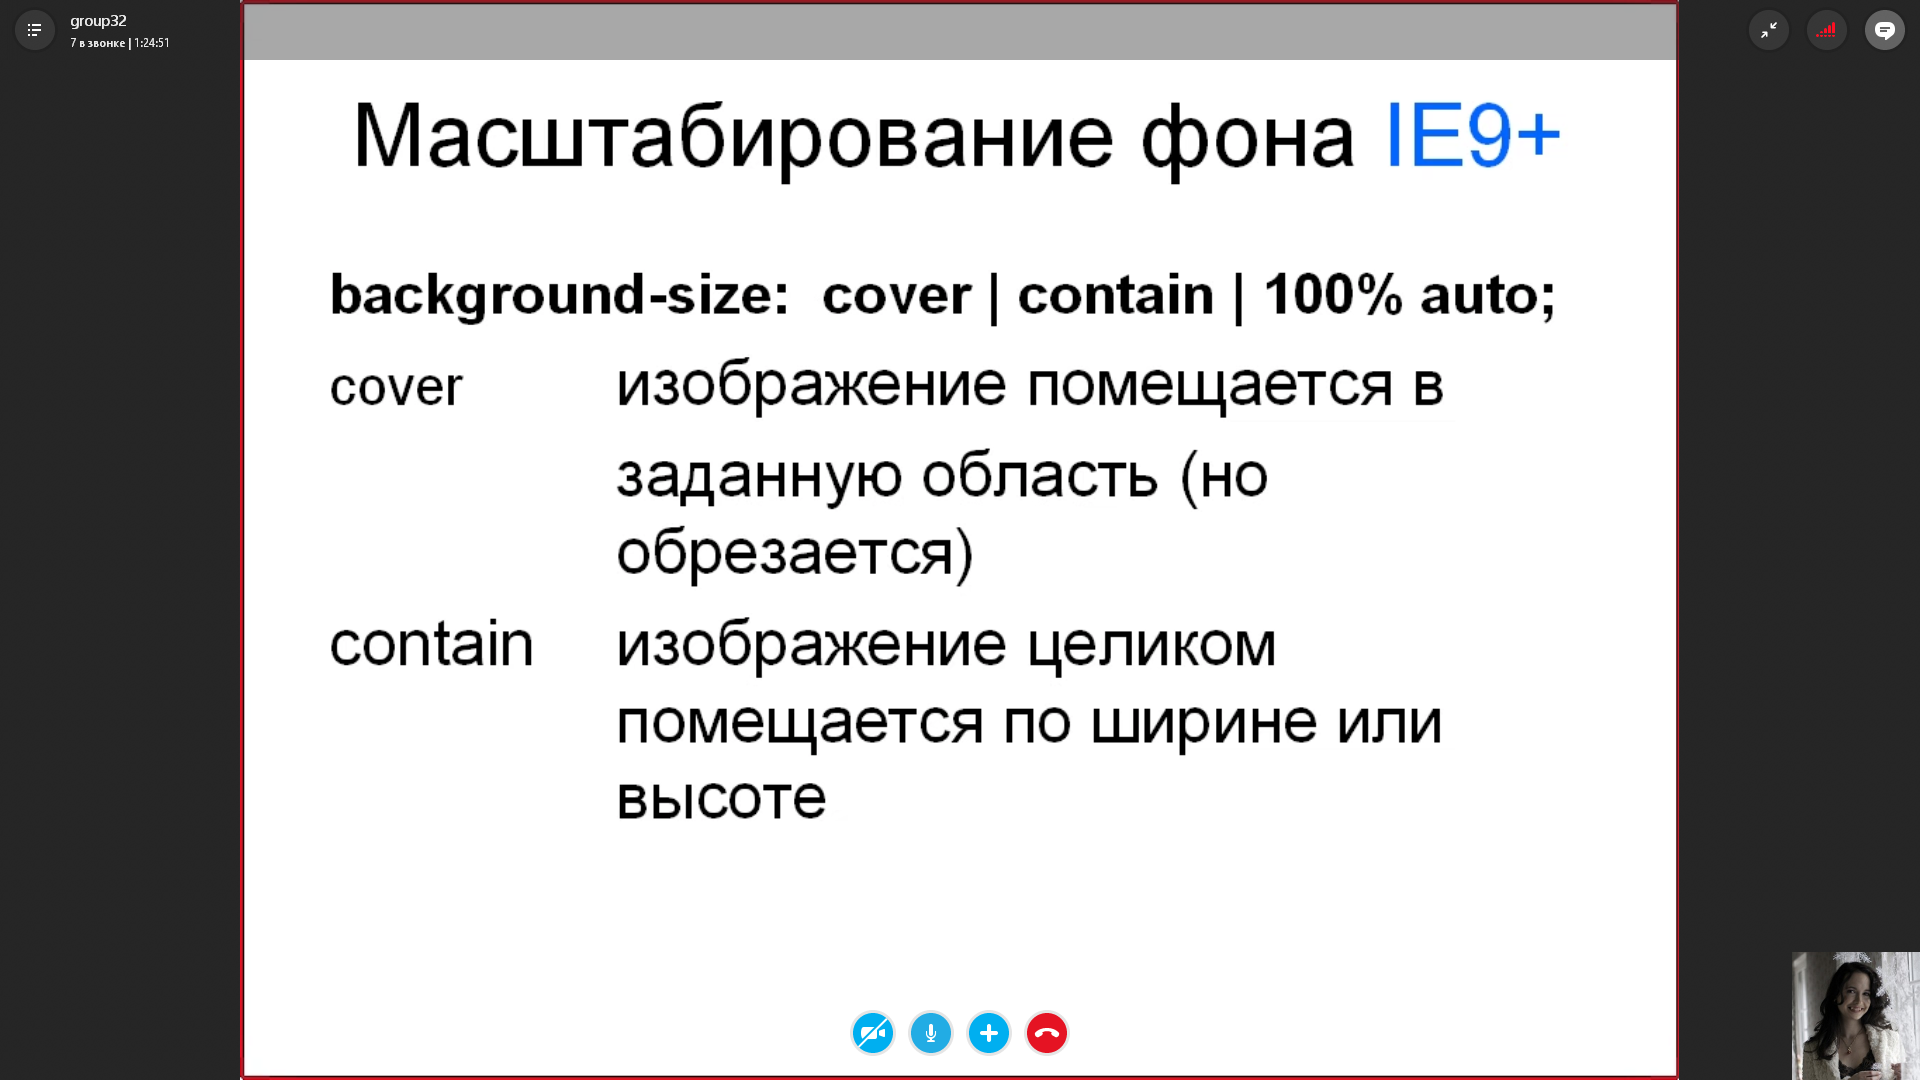 group32
7 в звонке | 1:24:51
Масштабирование фона IE9+
background-size: cover | contain | 100% auto;
cover изображение помещается в
заданную область (но
обрезается)
contain изображение целиком
помещается по ширине или
высоте